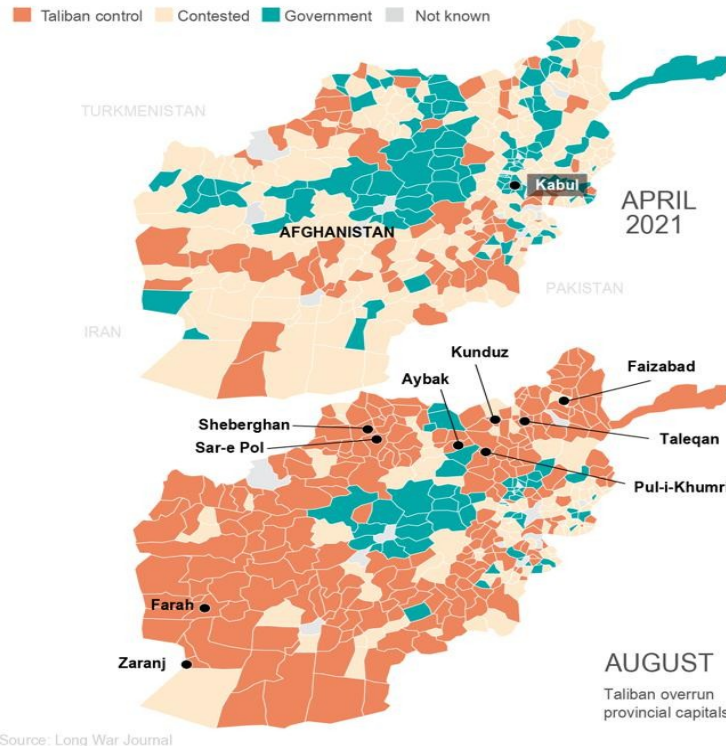 Taliban control Contested Government Not known
TURKMENISTAN
Kabul
APRIL
2021
AFGHANISTAN
PAKISTAN
IRAN
Kunduz
Faizabad
Aybak
Sheberghan
Taleqan
Sar-e Pol
Pul-i-Khumri
Farah
Zaranj
AUGUST
Taliban overrun
provincial capitals
Source: Long War Journal